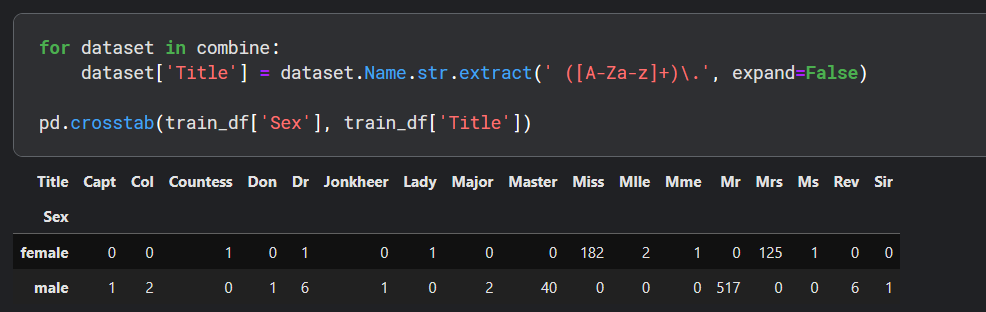 for dataset in combine:
    dataset['Title'] = dataset.Name.str.extract(' ([A-Za-z]+)\.', expand=False)
pd.crosstab(train_df['Sex'], train_df['Title'])
Title Capt Col Countess Don Dr Jonkheer Lady Major Master Miss Mlle Mme Mr Mrs Ms Rev Sir
Sex
female 0 0 1 0 1 0 1 0 0 182 2 1 0 125 1 0 0
male 1 2 0 1 6 1 0 2 40 0 0 0 517 0 0 6 1